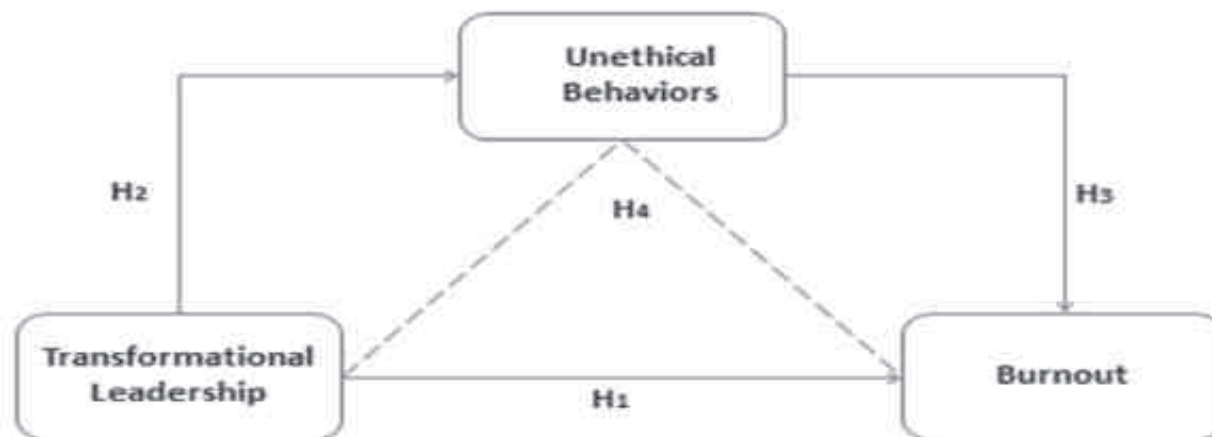 Unethical
Behaviors
H2
H4
H3
Transformational
Leadership
H1
Burnout